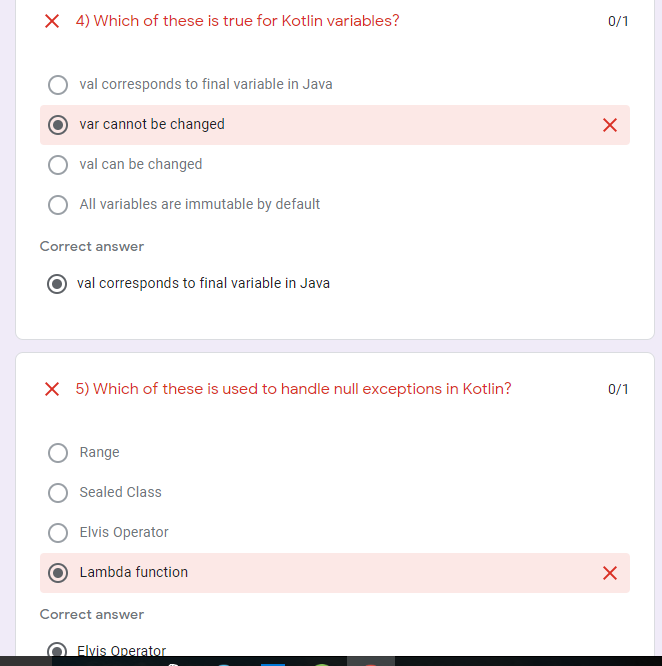 4) Which of these is true for Kotlin variables?
0/1
val corresponds to final variable in Java
var cannot be changed
val can be changed
All variables are immutable by default
Correct answer
val corresponds to final variable in Java
5) Which of these is used to handle null exceptions in Kotlin?
0/1
Range
Sealed Class
Elvis Operator
Lambda function
Correct answer
Elvis Operator